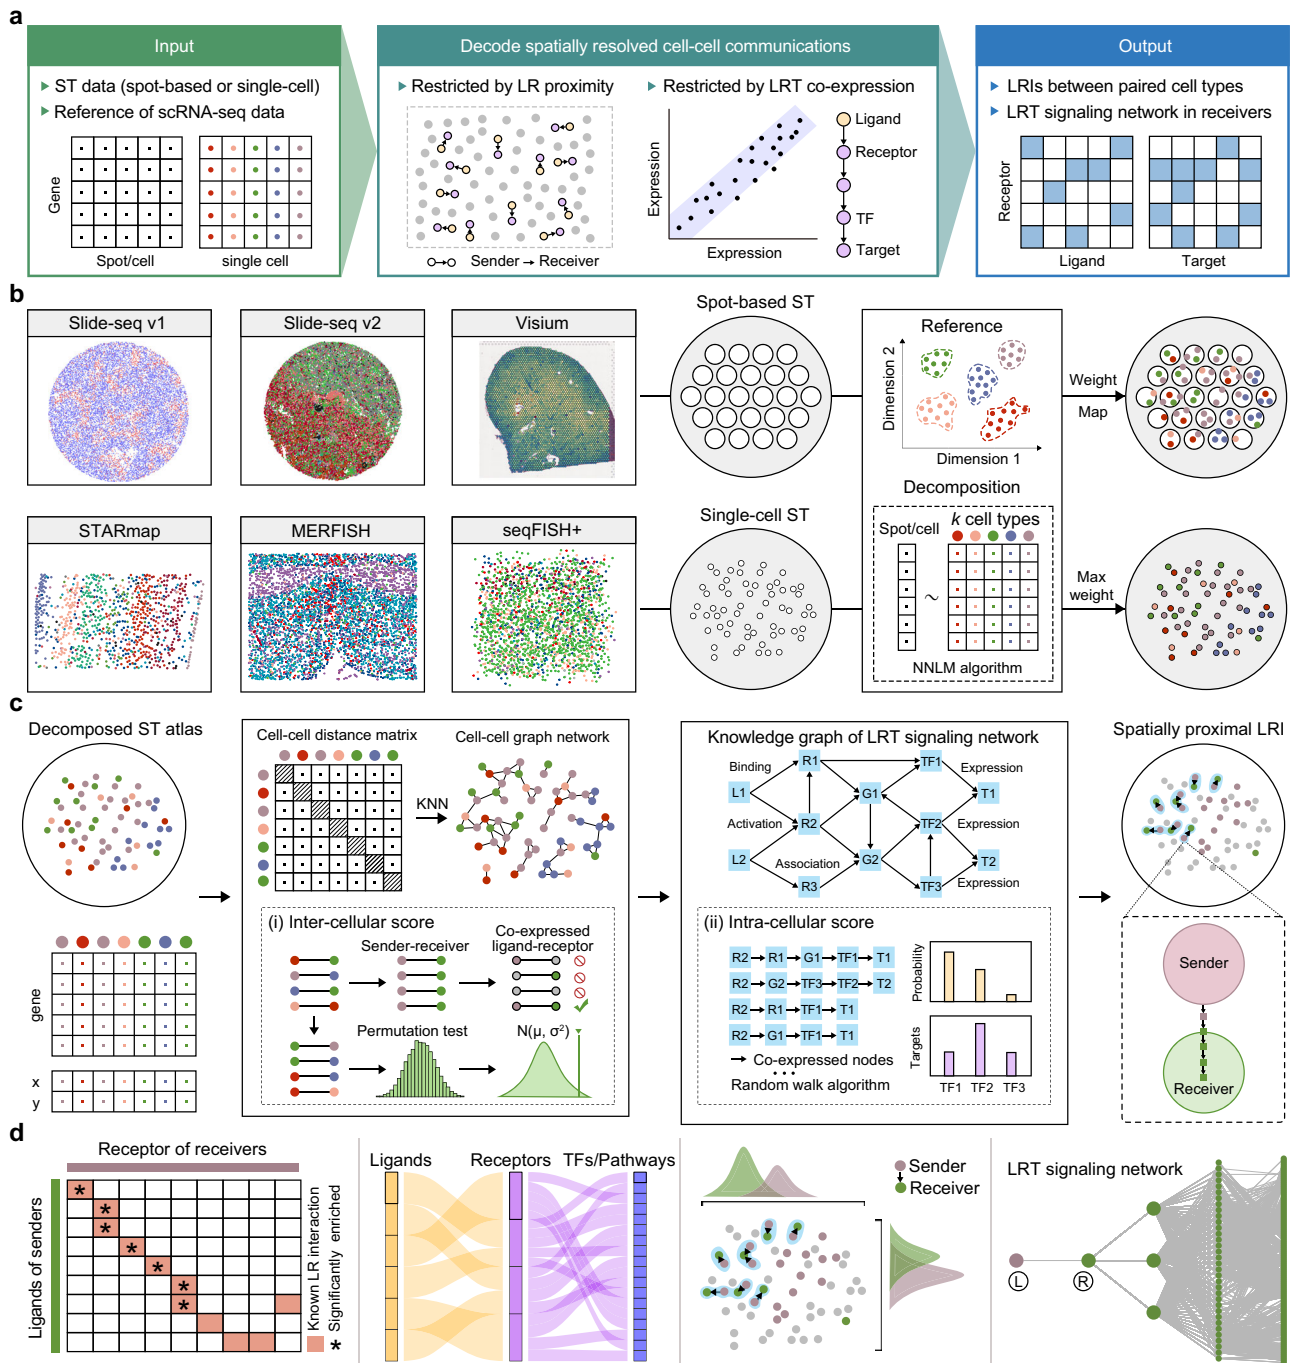 a
Input
Decode spatially resolved cell-cell communications
Output
ST data (spot-based or single-cell)
Reference of scRNA-seq data
Gene
Spot/cell
single cell
Restricted by LR proximity
Sender → Receiver
Restricted by LRT co-expression
Expression
Expression
Ligand
Receptor
TF
Target
LRIs between paired cell types
LRT signaling network in receivers
Receptor
Ligand
Target
b
Slide-seq v1
Slide-seq v2
Visium
STARmap
MERFISH
seqFISH+
Spot-based ST
Single-cell ST
Reference
Dimension 2
Dimension 1
Decomposition
Spot/cell
k cell types
~
NNLM algorithm
Weight
Map
Max
weight
c
Decomposed ST atlas
gene
x
y
Cell-cell distance matrix
KNN
Cell-cell graph network
(i) Inter-cellular score
Sender-receiver
Co-expressed
ligand-receptor
Permutation test
N(μ, σ²)
Knowledge graph of LRT signaling network
Binding
R1
TF1
Expression
L1
G1
T1
Activation
R2
TF2
Expression
L2
Association
G2
T2
R3
TF3
Expression
(ii) Intra-cellular score
R2 → R1 → G1 → TF1 → T1
R2 → G2 → TF3 → TF2 → T2
R2 → R1 → TF1 → T1
R2 → G1 → TF1 → T1
→ Co-expressed nodes
...
Random walk algorithm
Probability
Targets
TF1 TF2 TF3
Spatially proximal LRI
Sender
Receiver
d
Receptor of receivers
Ligands of senders
Known LR interaction
* Significantly enriched
Ligands
Receptors
TFs/Pathways
Sender
Receiver
LRT signaling network
L
R